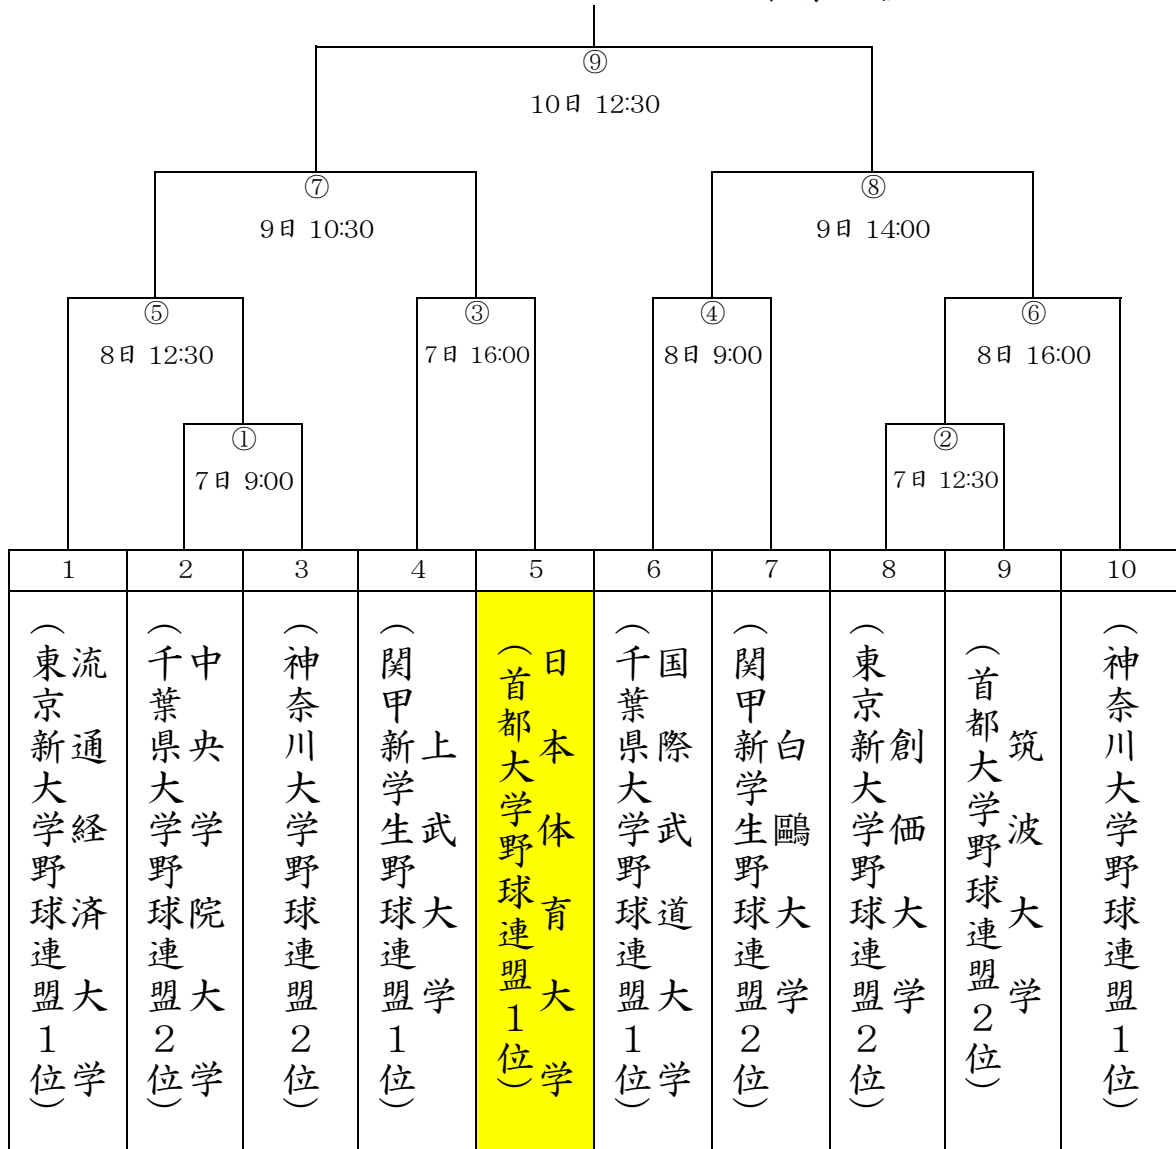 ⑨
10日 12:30
⑦
⑧
9日 10:30
9日 14:00
⑤
③
④
⑥
8日 12:30
7日 16:00
8日 9:00
8日 16:00
①
②
7日 9:00
7日 12:30
1
2
3
4
5
6
7
8
9
10
流通経済大学
(東京新大学野球連盟1位)
中央学院大学
(千葉県大学野球連盟2位)
(神奈川大学野球連盟2位)
上武大学
(関甲新学生野球連盟1位)
日本体育大学
(首都大学野球連盟1位)
国際武道大学
(千葉県大学野球連盟1位)
白鷗大学
(関甲新学生野球連盟2位)
創価大学
(東京新大学野球連盟2位)
筑波大学
(首都大学野球連盟2位)
(神奈川大学野球連盟1位)